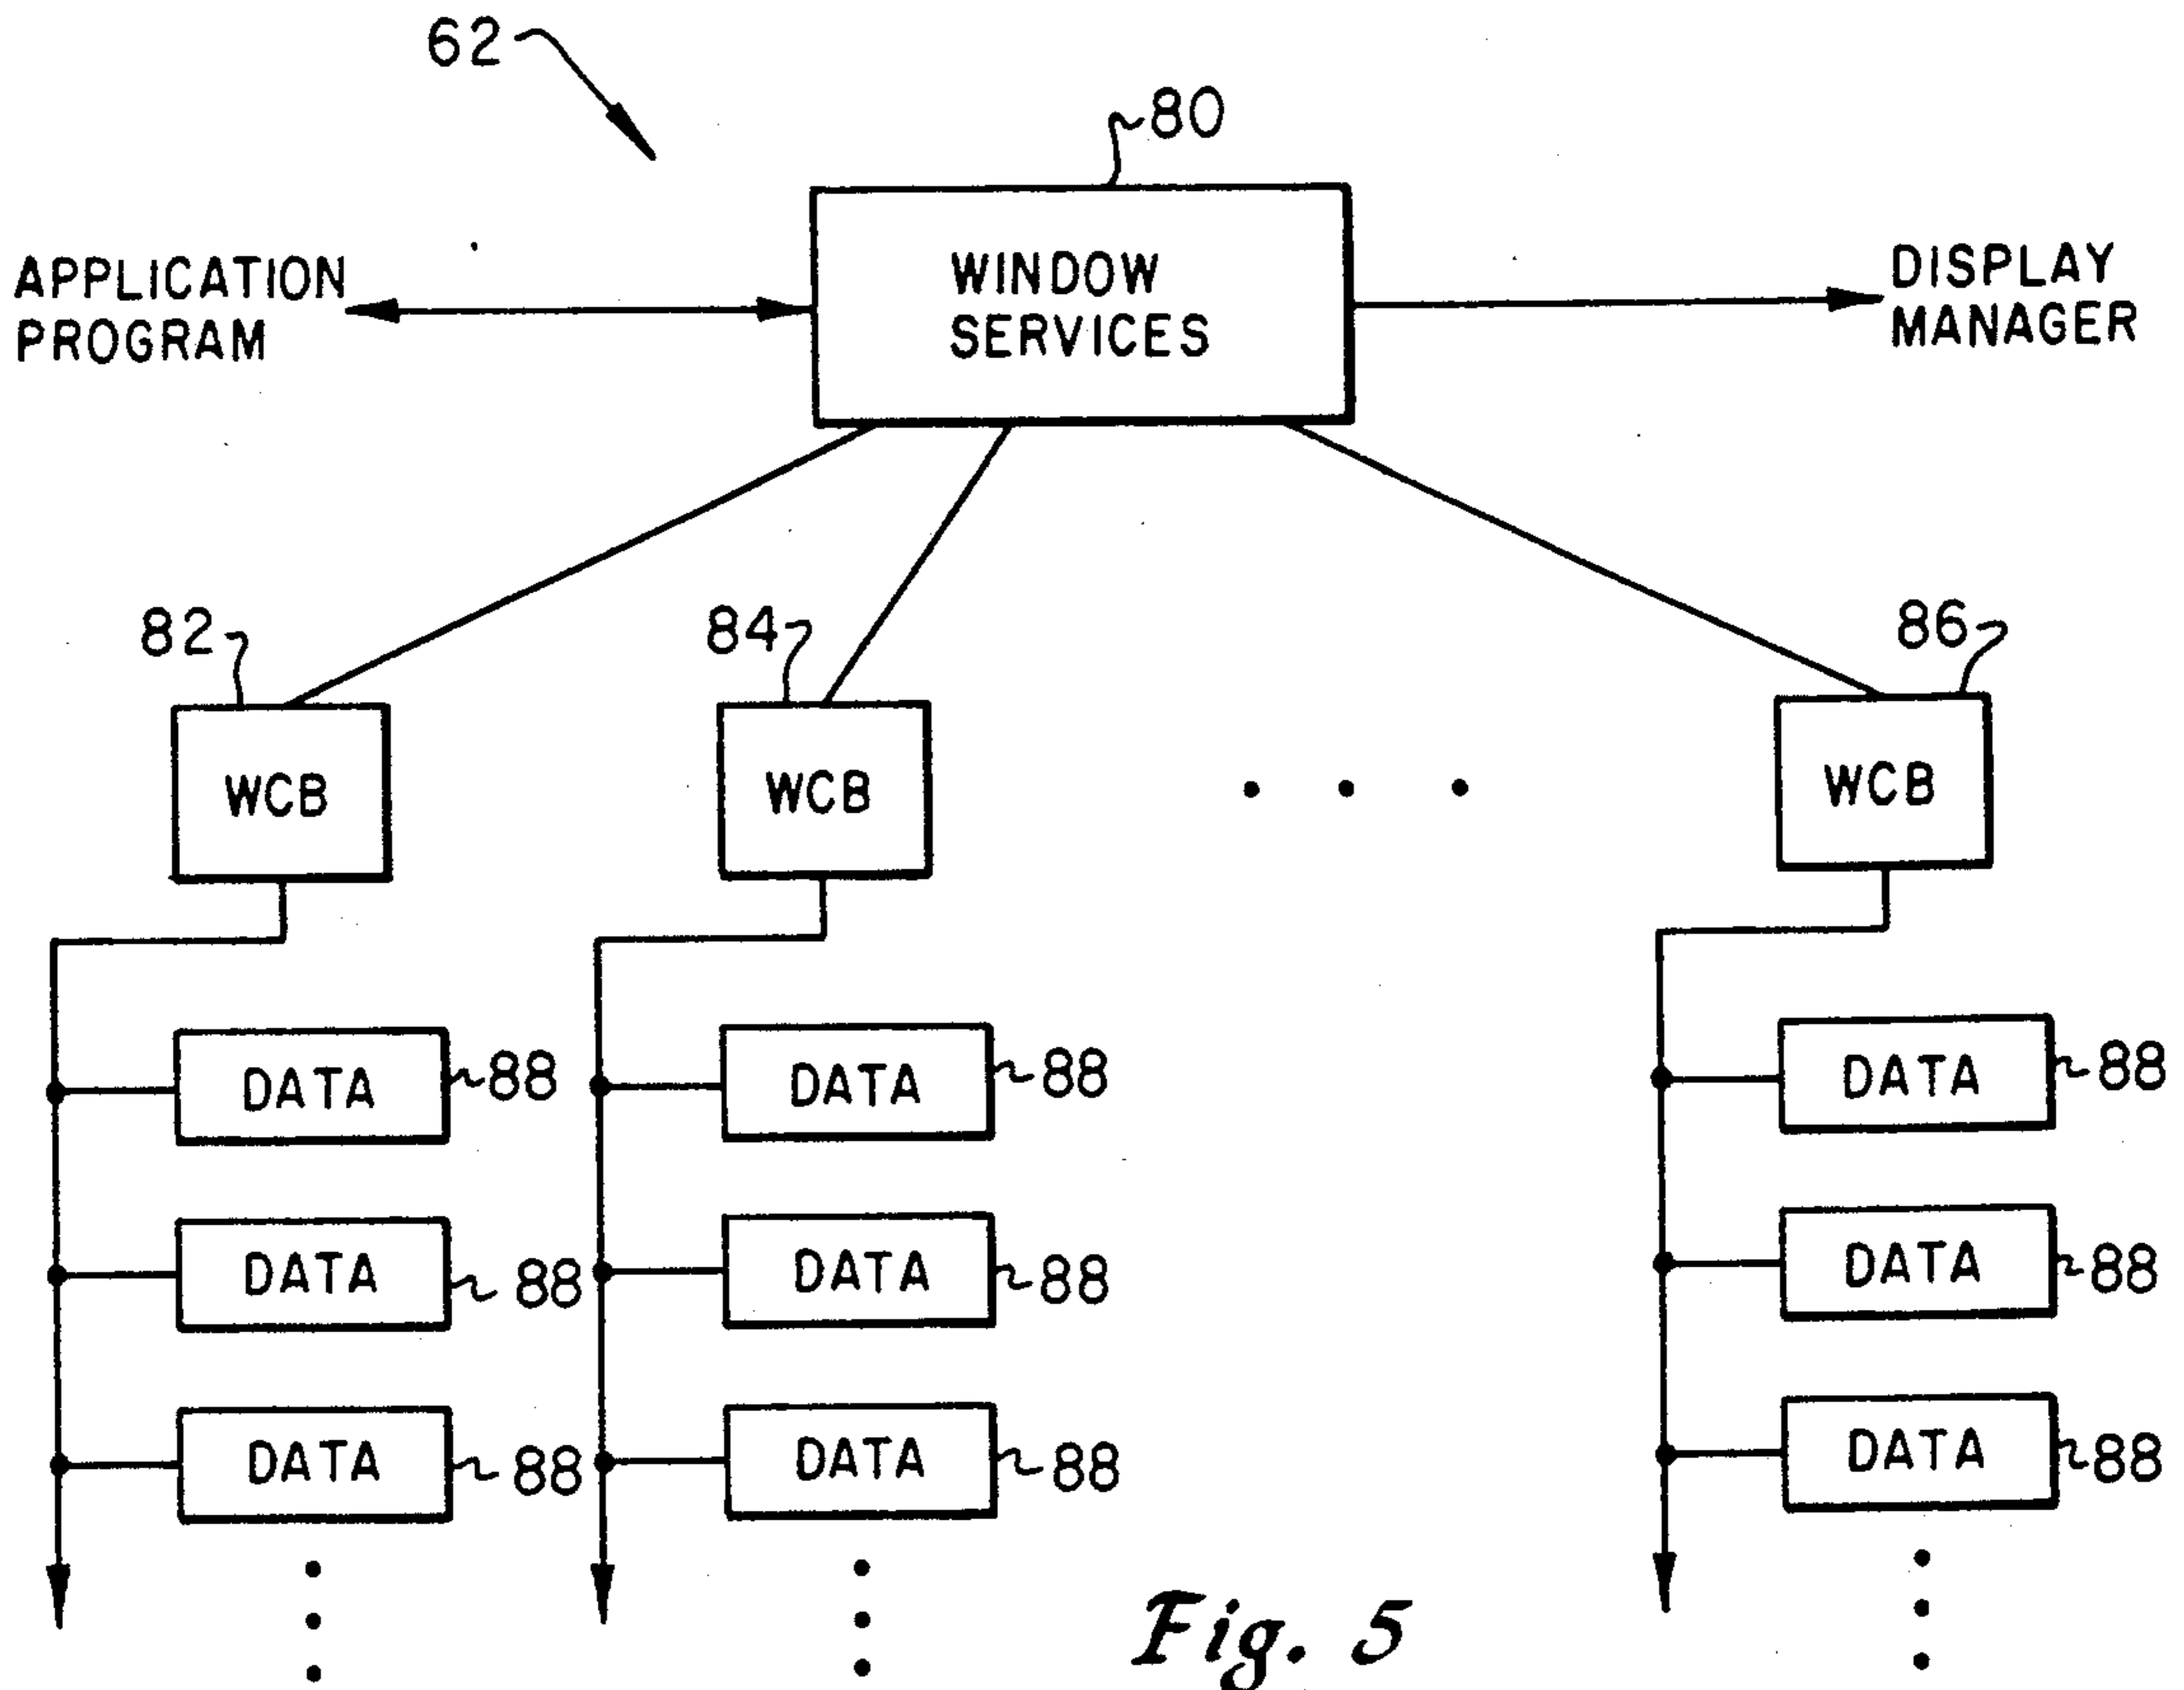 62
80
APPLICATION
PROGRAM
WINDOW
SERVICES
DISPLAY
MANAGER
82
84
86
WCB
WCB
WCB
DATA 88
DATA 88
DATA 88
DATA 88
DATA 88
DATA 88
DATA 88
DATA 88
DATA 88
Fig. 5